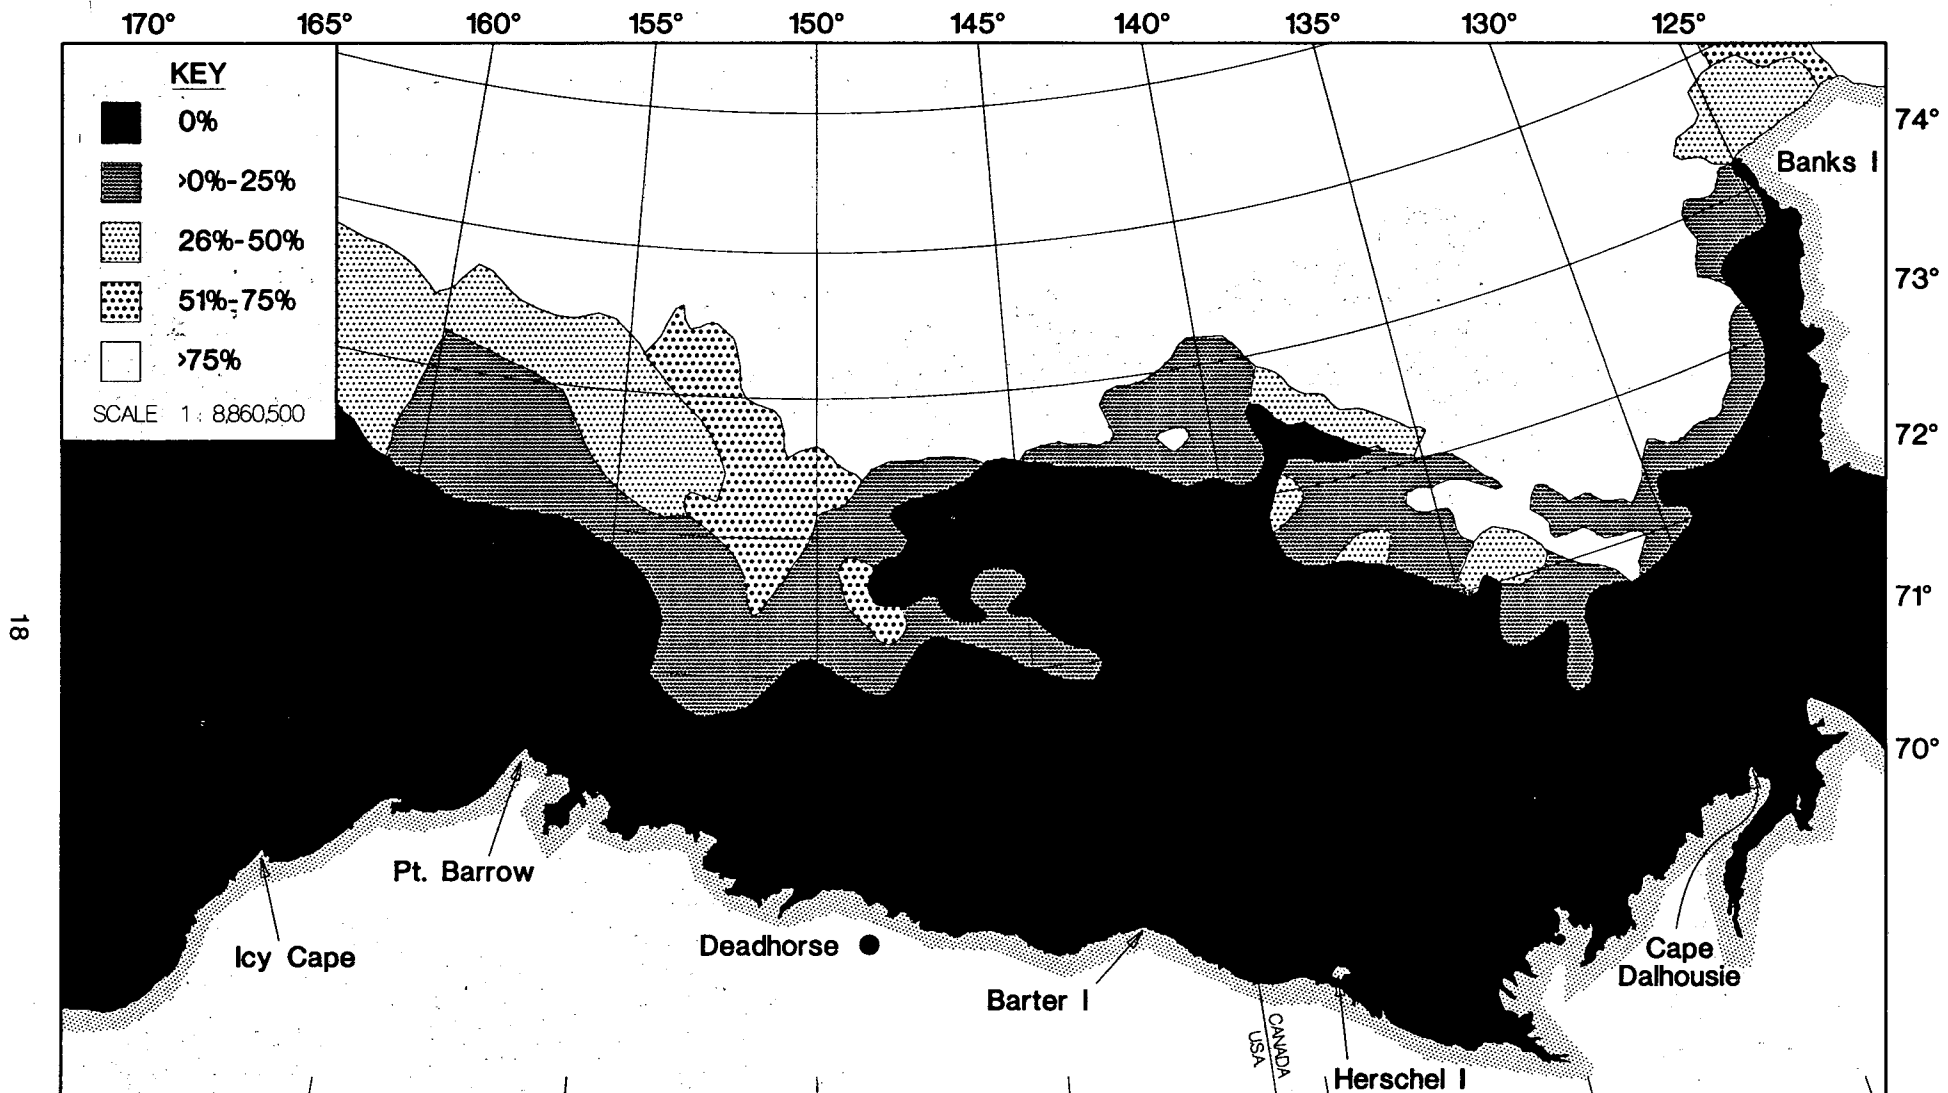 170° 165° 160° 155° 150° 145° 140° 135° 130° 125°
KEY
0%
>0%-25%
26%-50%
51%-75%
>75%
SCALE 1 : 8,860,500
74°
Banks I
73°
72°
71°
70°
18
Pt. Barrow
Icy Cape
Deadhorse
Barter I
Cape
Dalhousie
CANADA
USA
Herschel I